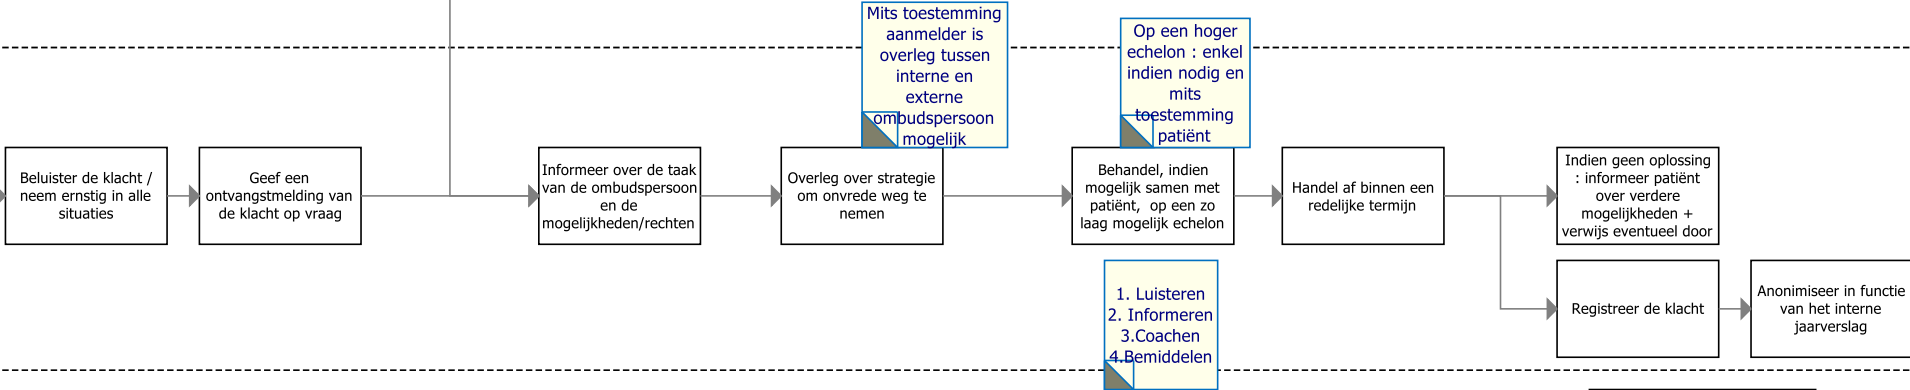 Mits toestemming
aanmelder is
overleg tussen
interne en
externe
ombudspersoon
mogelijk
Op een hoger
echelon : enkel
indien nodig en
mits
toestemming
patiënt
Beluister de klacht /
neem ernstig in alle
situaties
Geef een
ontvangstmelding van
de klacht op vraag
Informeer over de taak
van de ombudspersoon
en de
mogelijkheden/rechten
Overleg over strategie
om onvrede weg te
nemen
Behandel, indien
mogelijk samen met
patiënt, op een zo
laag mogelijk echelon
Handel af binnen een
redelijke termijn
Indien geen oplossing
: informeer patiënt
over verdere
mogelijkheden +
verwijs eventueel door
1. Luisteren
2. Informeren
3.Coachen
4.Bemiddelen
Registreer de klacht
Anonimiseer in functie
van het interne
jaarverslag